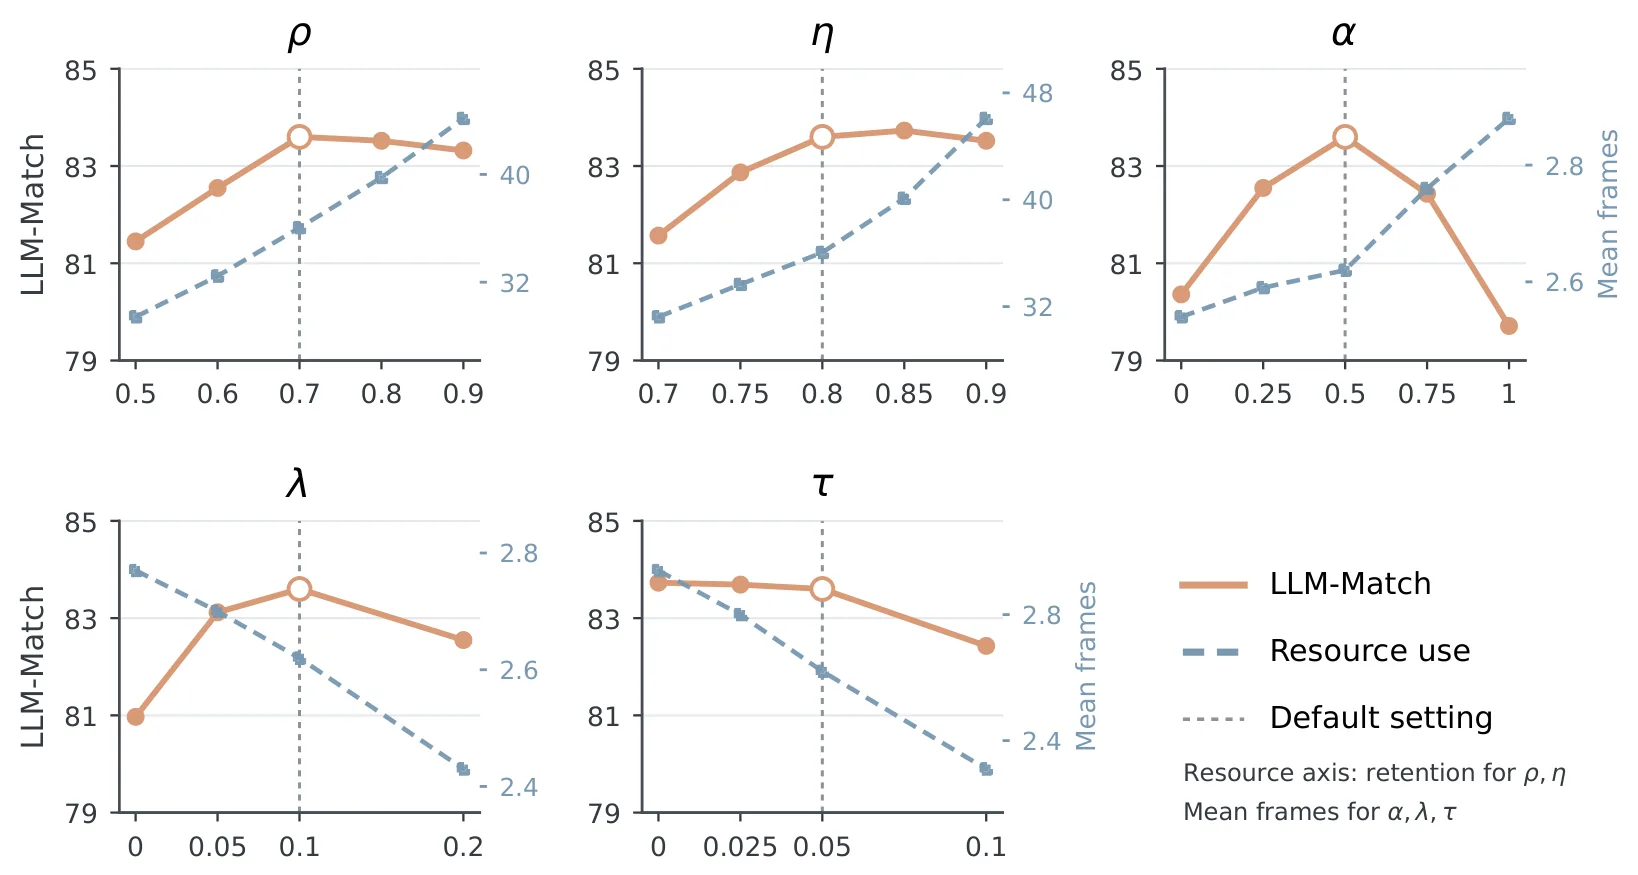 ρ
η
α
85
83
81
79
LLM-Match
40
32
0.5 0.6 0.7 0.8 0.9
85
83
81
79
48
40
32
0.7 0.75 0.8 0.85 0.9
85
83
81
79
2.8
2.6
Mean frames
0 0.25 0.5 0.75 1
λ
τ
85
83
81
79
LLM-Match
2.8
2.6
2.4
0 0.05 0.1 0.2
85
83
81
79
2.8
2.4
Mean frames
0 0.025 0.05 0.1
LLM-Match
Resource use
Default setting
Resource axis: retention for ρ, η
Mean frames for α, λ, τ